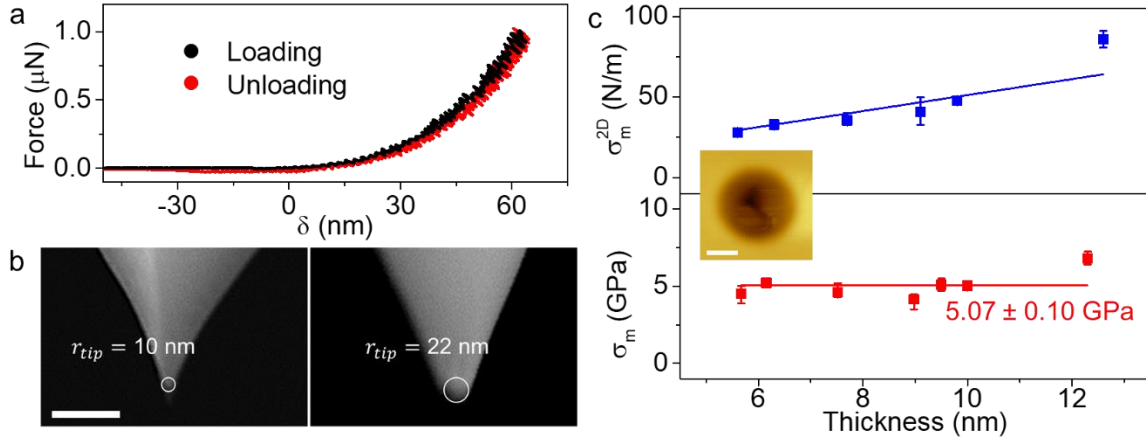 a
Force (μN)
1.0
0.5
0.0
Loading
Unloading
-30
0
30
60
δ (nm)
b
r_tip = 10 nm
r_tip = 22 nm
c
σ_m^2D (N/m)
100
50
0
σ_m (GPa)
10
5
0
5.07 ± 0.10 GPa
6
8
10
12
Thickness (nm)